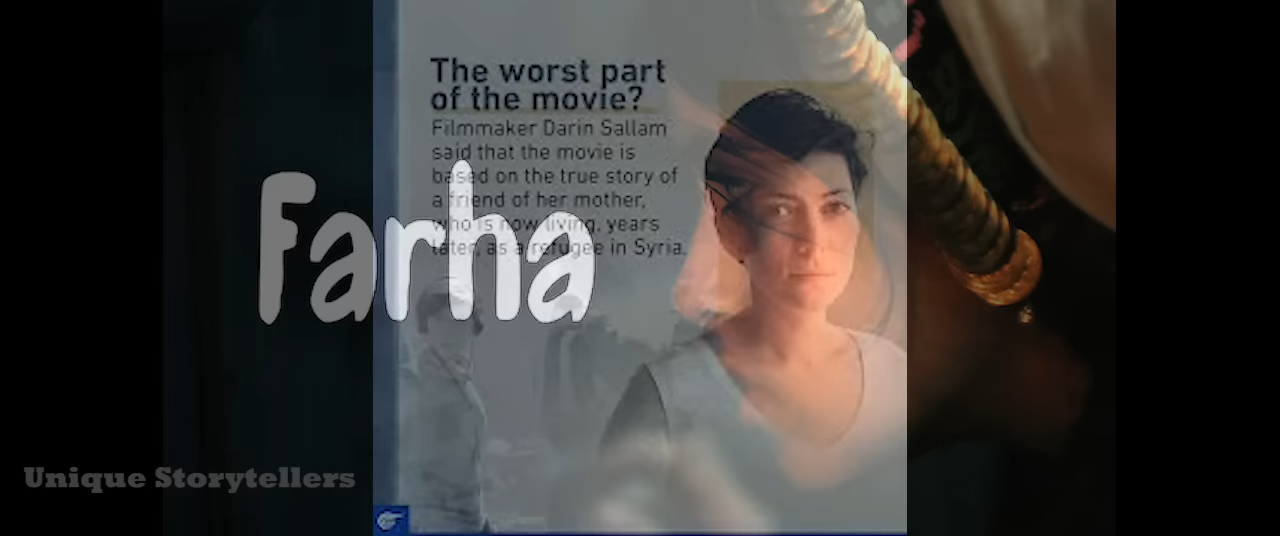 The worst part
of the movie?
Filmmaker Darin Sallam
said that the movie is
based on the true story of
a friend of her mother,
who is now living, years
later, as a refugee in Syria.
Farha
Unique Storytellers